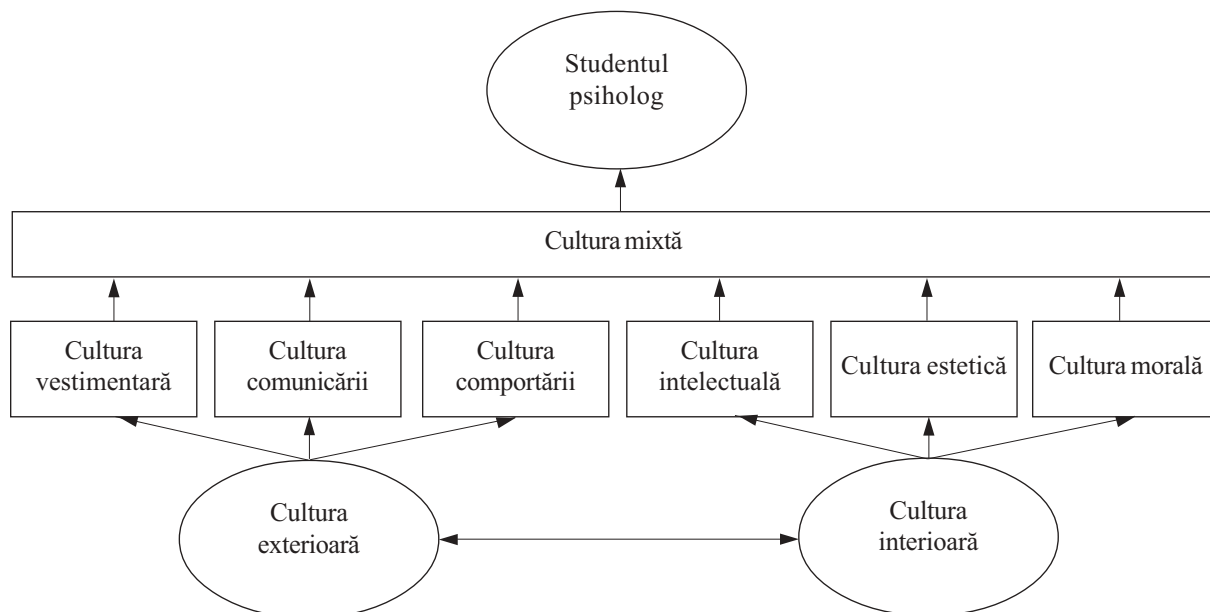 Studentul
psiholog
Cultura mixtă
Cultura
vestimentară
Cultura
comunicării
Cultura
comportării
Cultura
intelectuală
Cultura estetică
Cultura morală
Cultura
exterioară
Cultura
interioară